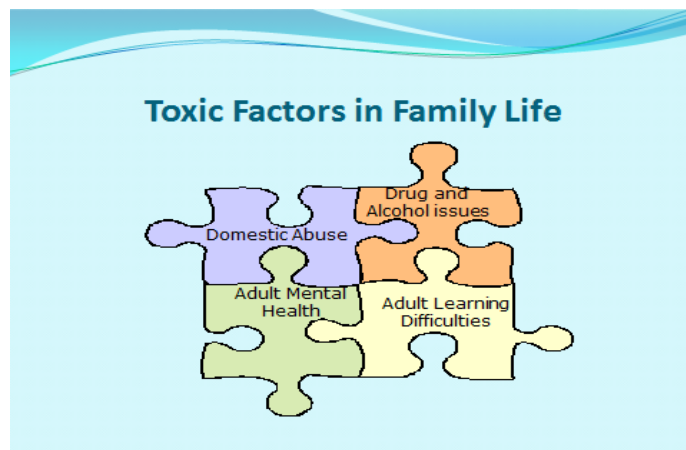 Toxic Factors in Family Life
Drug and
Alcohol issues
Domestic Abuse
Adult Mental
Health
Adult Learning
Difficulties